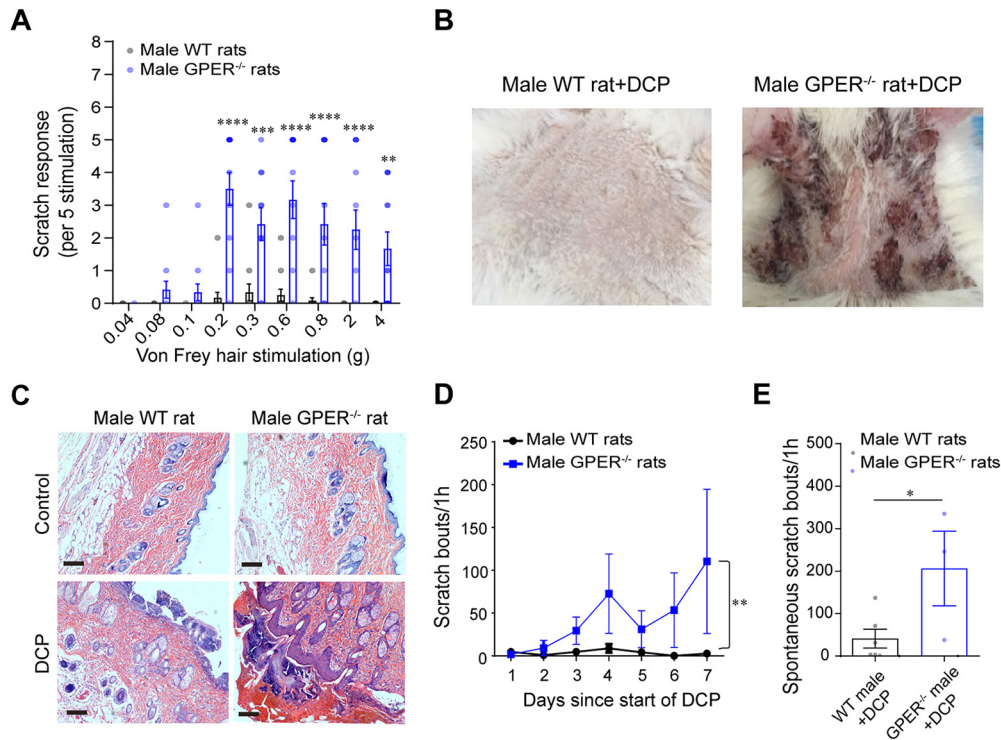 A
Male WT rats
Male GPER-/- rats
Scratch response
(per 5 stimulation)
8
7
6
5
4
3
2
1
0
****
***
****
****
****
**
0.04
0.08
0.1
0.2
0.3
0.6
0.8
2
4
Von Frey hair stimulation (g)
B
Male WT rat+DCP
Male GPER-/- rat+DCP
C
Male WT rat
Male GPER-/- rat
Control
DCP
D
Male WT rats
Male GPER-/- rats
Scratch bouts/1h
250
200
150
100
50
0
**
1
2
3
4
5
6
7
Days since start of DCP
E
Male WT rats
Male GPER-/- rats
Spontaneous scratch bouts/1h
500
400
300
200
100
0
*
WT male
+DCP
GPER-/- male
+DCP